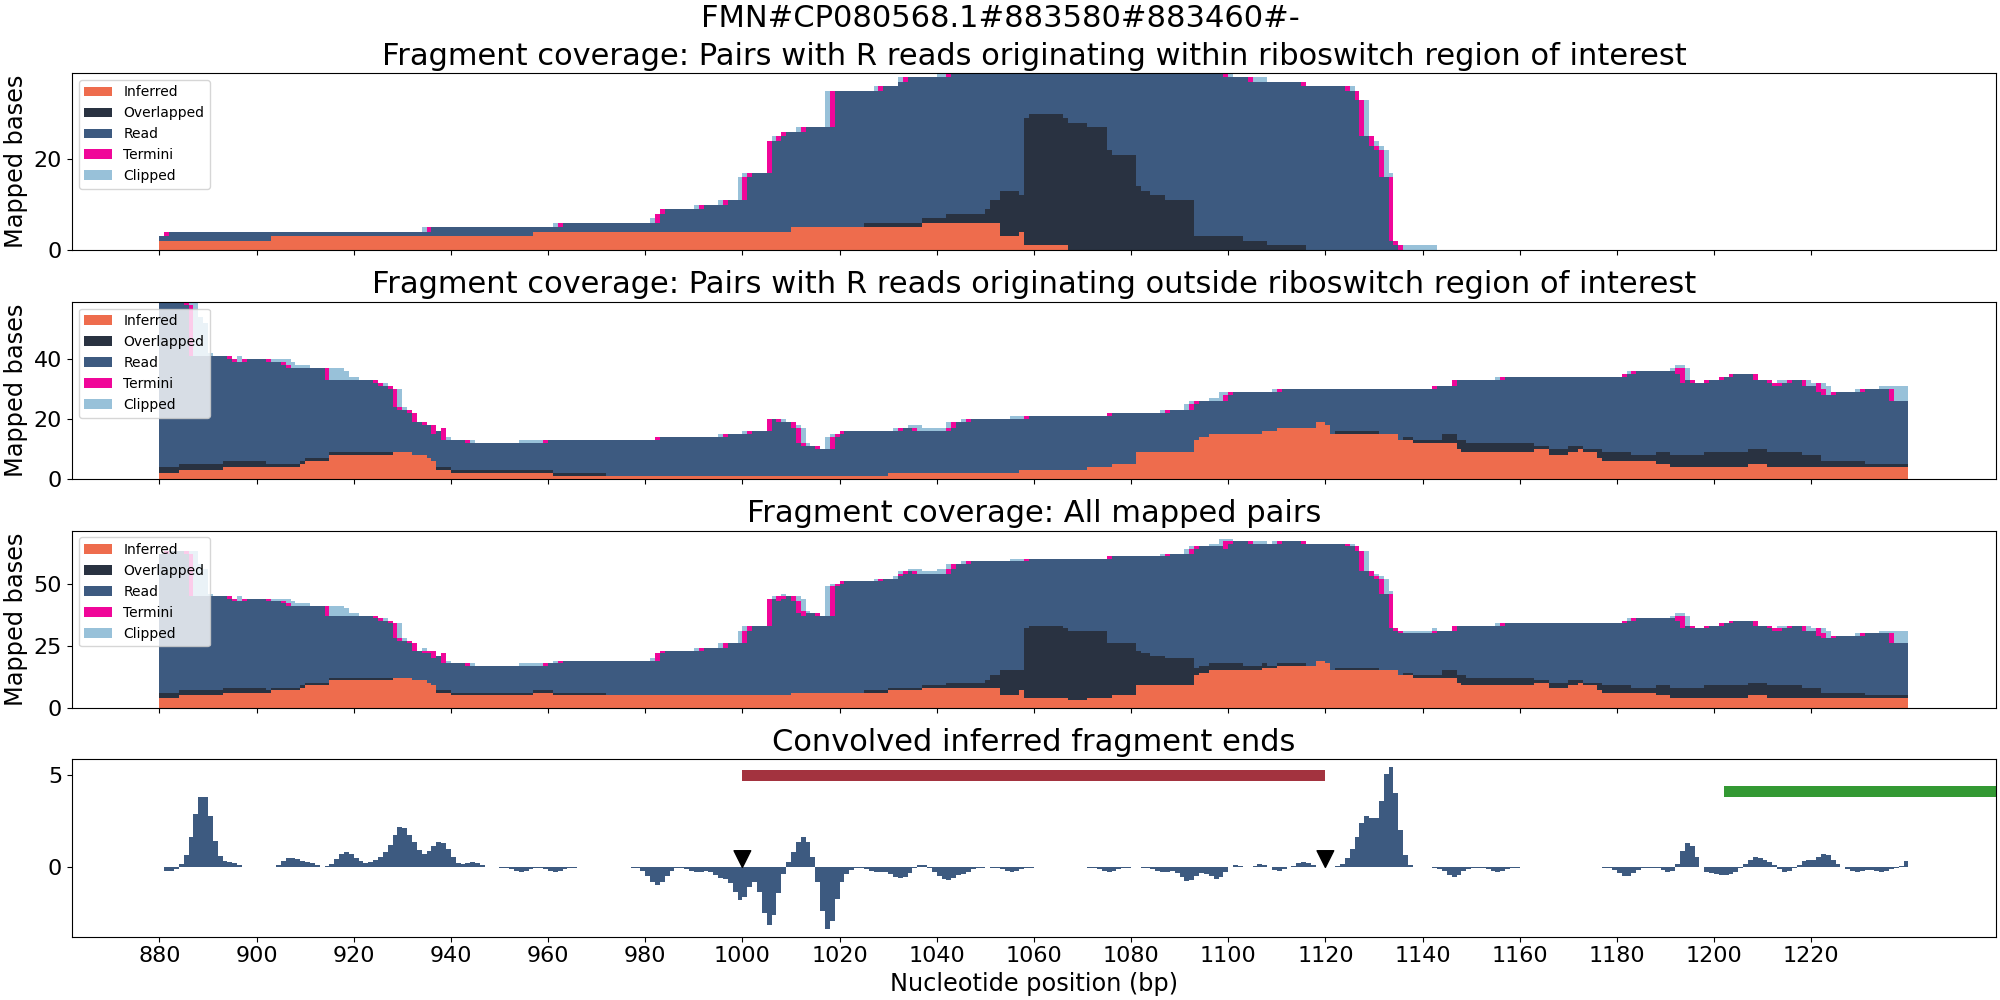 FMN#CP080568.1#883580#883460#-
Fragment coverage: Pairs with R reads originating within riboswitch region of interest
Mapped bases
20
0
Inferred
Overlapped
Read
Termini
Clipped
Fragment coverage: Pairs with R reads originating outside riboswitch region of interest
Mapped bases
40
20
0
Inferred
Overlapped
Read
Termini
Clipped
Fragment coverage: All mapped pairs
Mapped bases
50
25
0
Inferred
Overlapped
Read
Termini
Clipped
Convolved inferred fragment ends
5
0
880 900 920 940 960 980 1000 1020 1040 1060 1080 1100 1120 1140 1160 1180 1200 1220
Nucleotide position (bp)